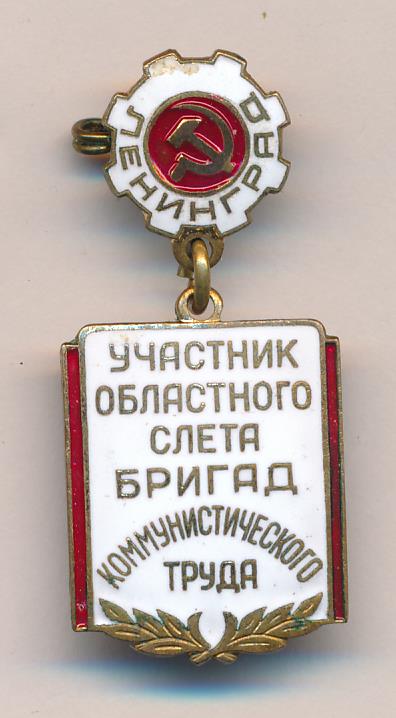 ЛЕНИНГРАД
УЧАСТНИК
ОБЛАСТНОГО
СЛЕТА
БРИГАД
КОММУНИСТИЧЕСКОГО
ТРУДА